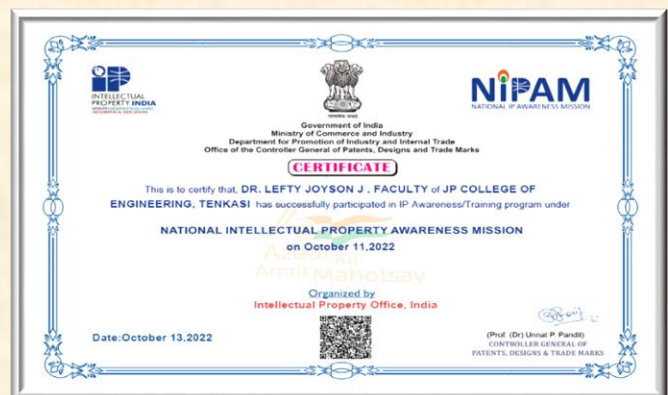 INTELLECTUAL
PROPERTY INDIA
NiPAM
NATIONAL IP AWARENESS MISSION
Government of India
Ministry of Commerce and Industry
Department for Promotion of Industry and Internal Trade
Office of the Controller General of Patents, Designs and Trade Marks
CERTIFICATE
This is to certify that, DR. LEFTY JOYSON J , FACULTY of JP COLLEGE OF
ENGINEERING, TENKASI has successfully participated in IP Awareness/Training program under
NATIONAL INTELLECTUAL PROPERTY AWARENESS MISSION
on October 11,2022
Azadi Ka
Amrit Mahotsav
Organized by
Intellectual Property Office, India
Date:October 13,2022
(Prof. (Dr) Unnat P. Pandit)
CONTROLLER GENERAL OF
PATENTS, DESIGNS & TRADE MARKS